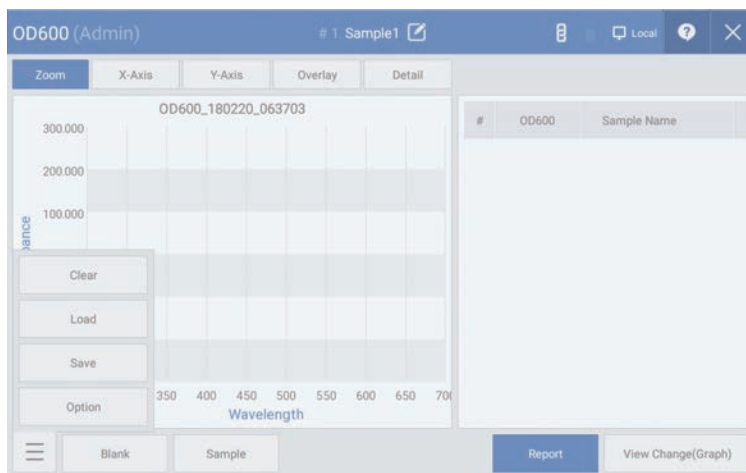 OD600 (Admin) # 1. Sample1 Local ?
Zoom X-Axis Y-Axis Overlay Detail
OD600_180220_063703
# OD600 Sample Name
300.000
200.000
100.000
Clear
Load
Save
Option
350 400 450 500 550 600 650
Wavelength
Blank Sample Report View Change(Graph)